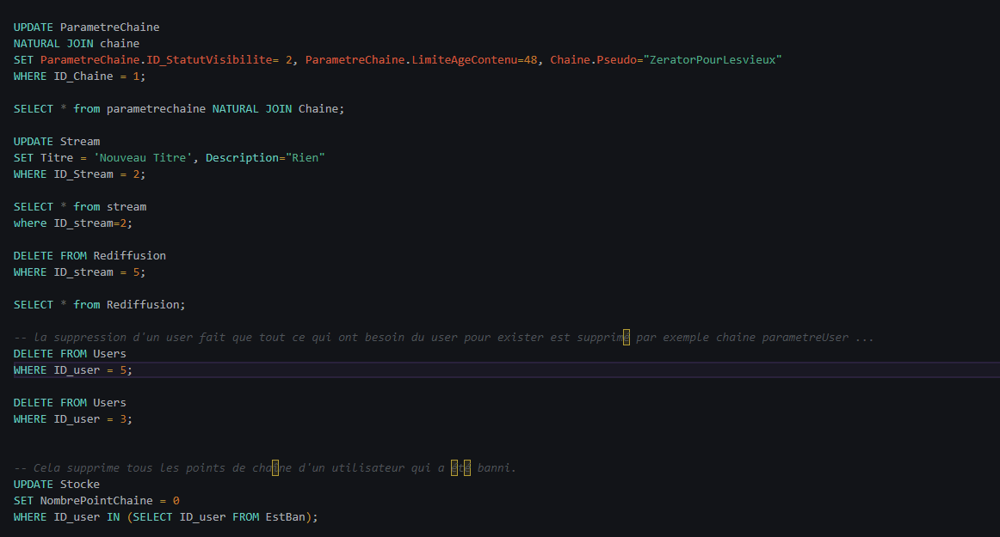 UPDATE ParametreChaine
NATURAL JOIN chaine
SET ParametreChaine.ID_StatutVisibilite= 2, ParametreChaine.LimiteAgeContenu=48, Chaine.Pseudo="ZeratorPourLesvieux"
WHERE ID_Chaine = 1;
SELECT * from parametrechaine NATURAL JOIN Chaine;
UPDATE Stream
SET Titre = 'Nouveau Titre', Description="Rien"
WHERE ID_Stream = 2;
SELECT * from stream
where ID_stream=2;
DELETE FROM Rediffusion
WHERE ID_stream = 5;
SELECT * from Rediffusion;
-- la suppression d'un user fait que tout ce qui ont besoin du user pour exister est supprimé par exemple chaine parametreUser ...
DELETE FROM Users
WHERE ID_user = 5;
DELETE FROM Users
WHERE ID_user = 3;
-- Cela supprime tous les points de chaîne d'un utilisateur qui a été banni.
UPDATE Stocke
SET NombrePointChaine = 0
WHERE ID_user IN (SELECT ID_user FROM EstBan);